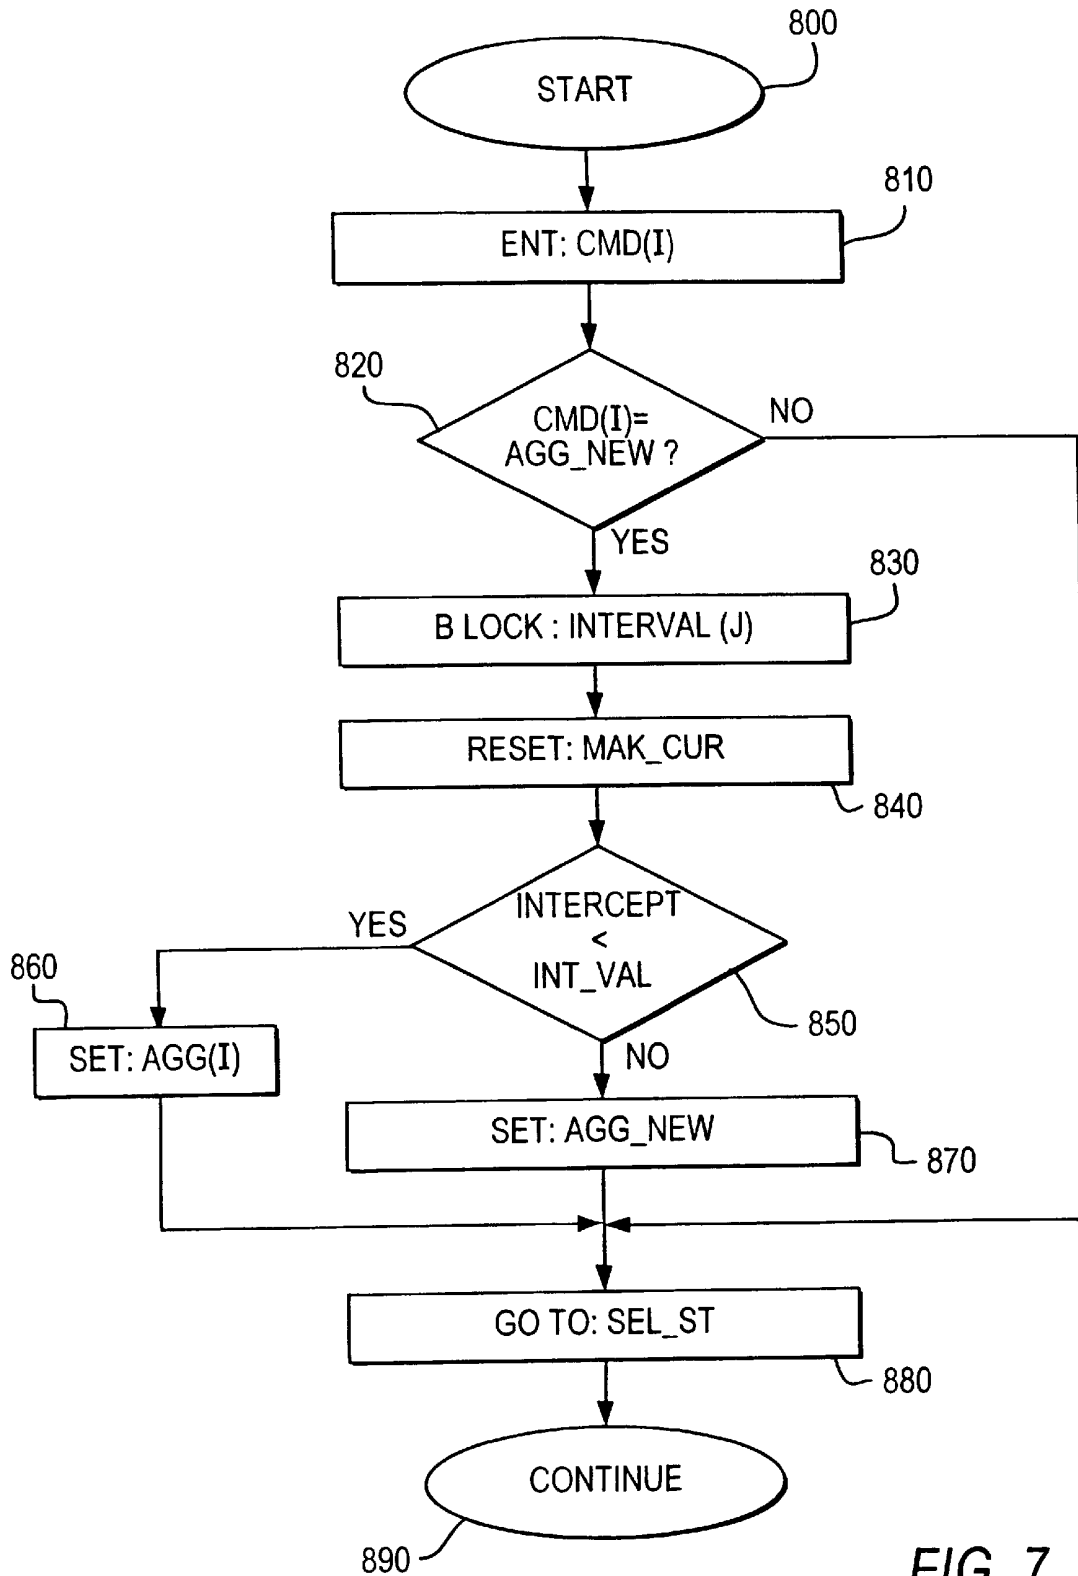 800
START
810
ENT: CMD(I)
820
CMD(I)=
AGG_NEW ?
NO
YES
830
B LOCK : INTERVAL (J)
RESET: MAK_CUR
840
INTERCEPT
<
INT_VAL
YES
850
860
NO
SET: AGG(I)
SET: AGG_NEW
870
GO TO: SEL_ST
880
CONTINUE
890
FIG. 7